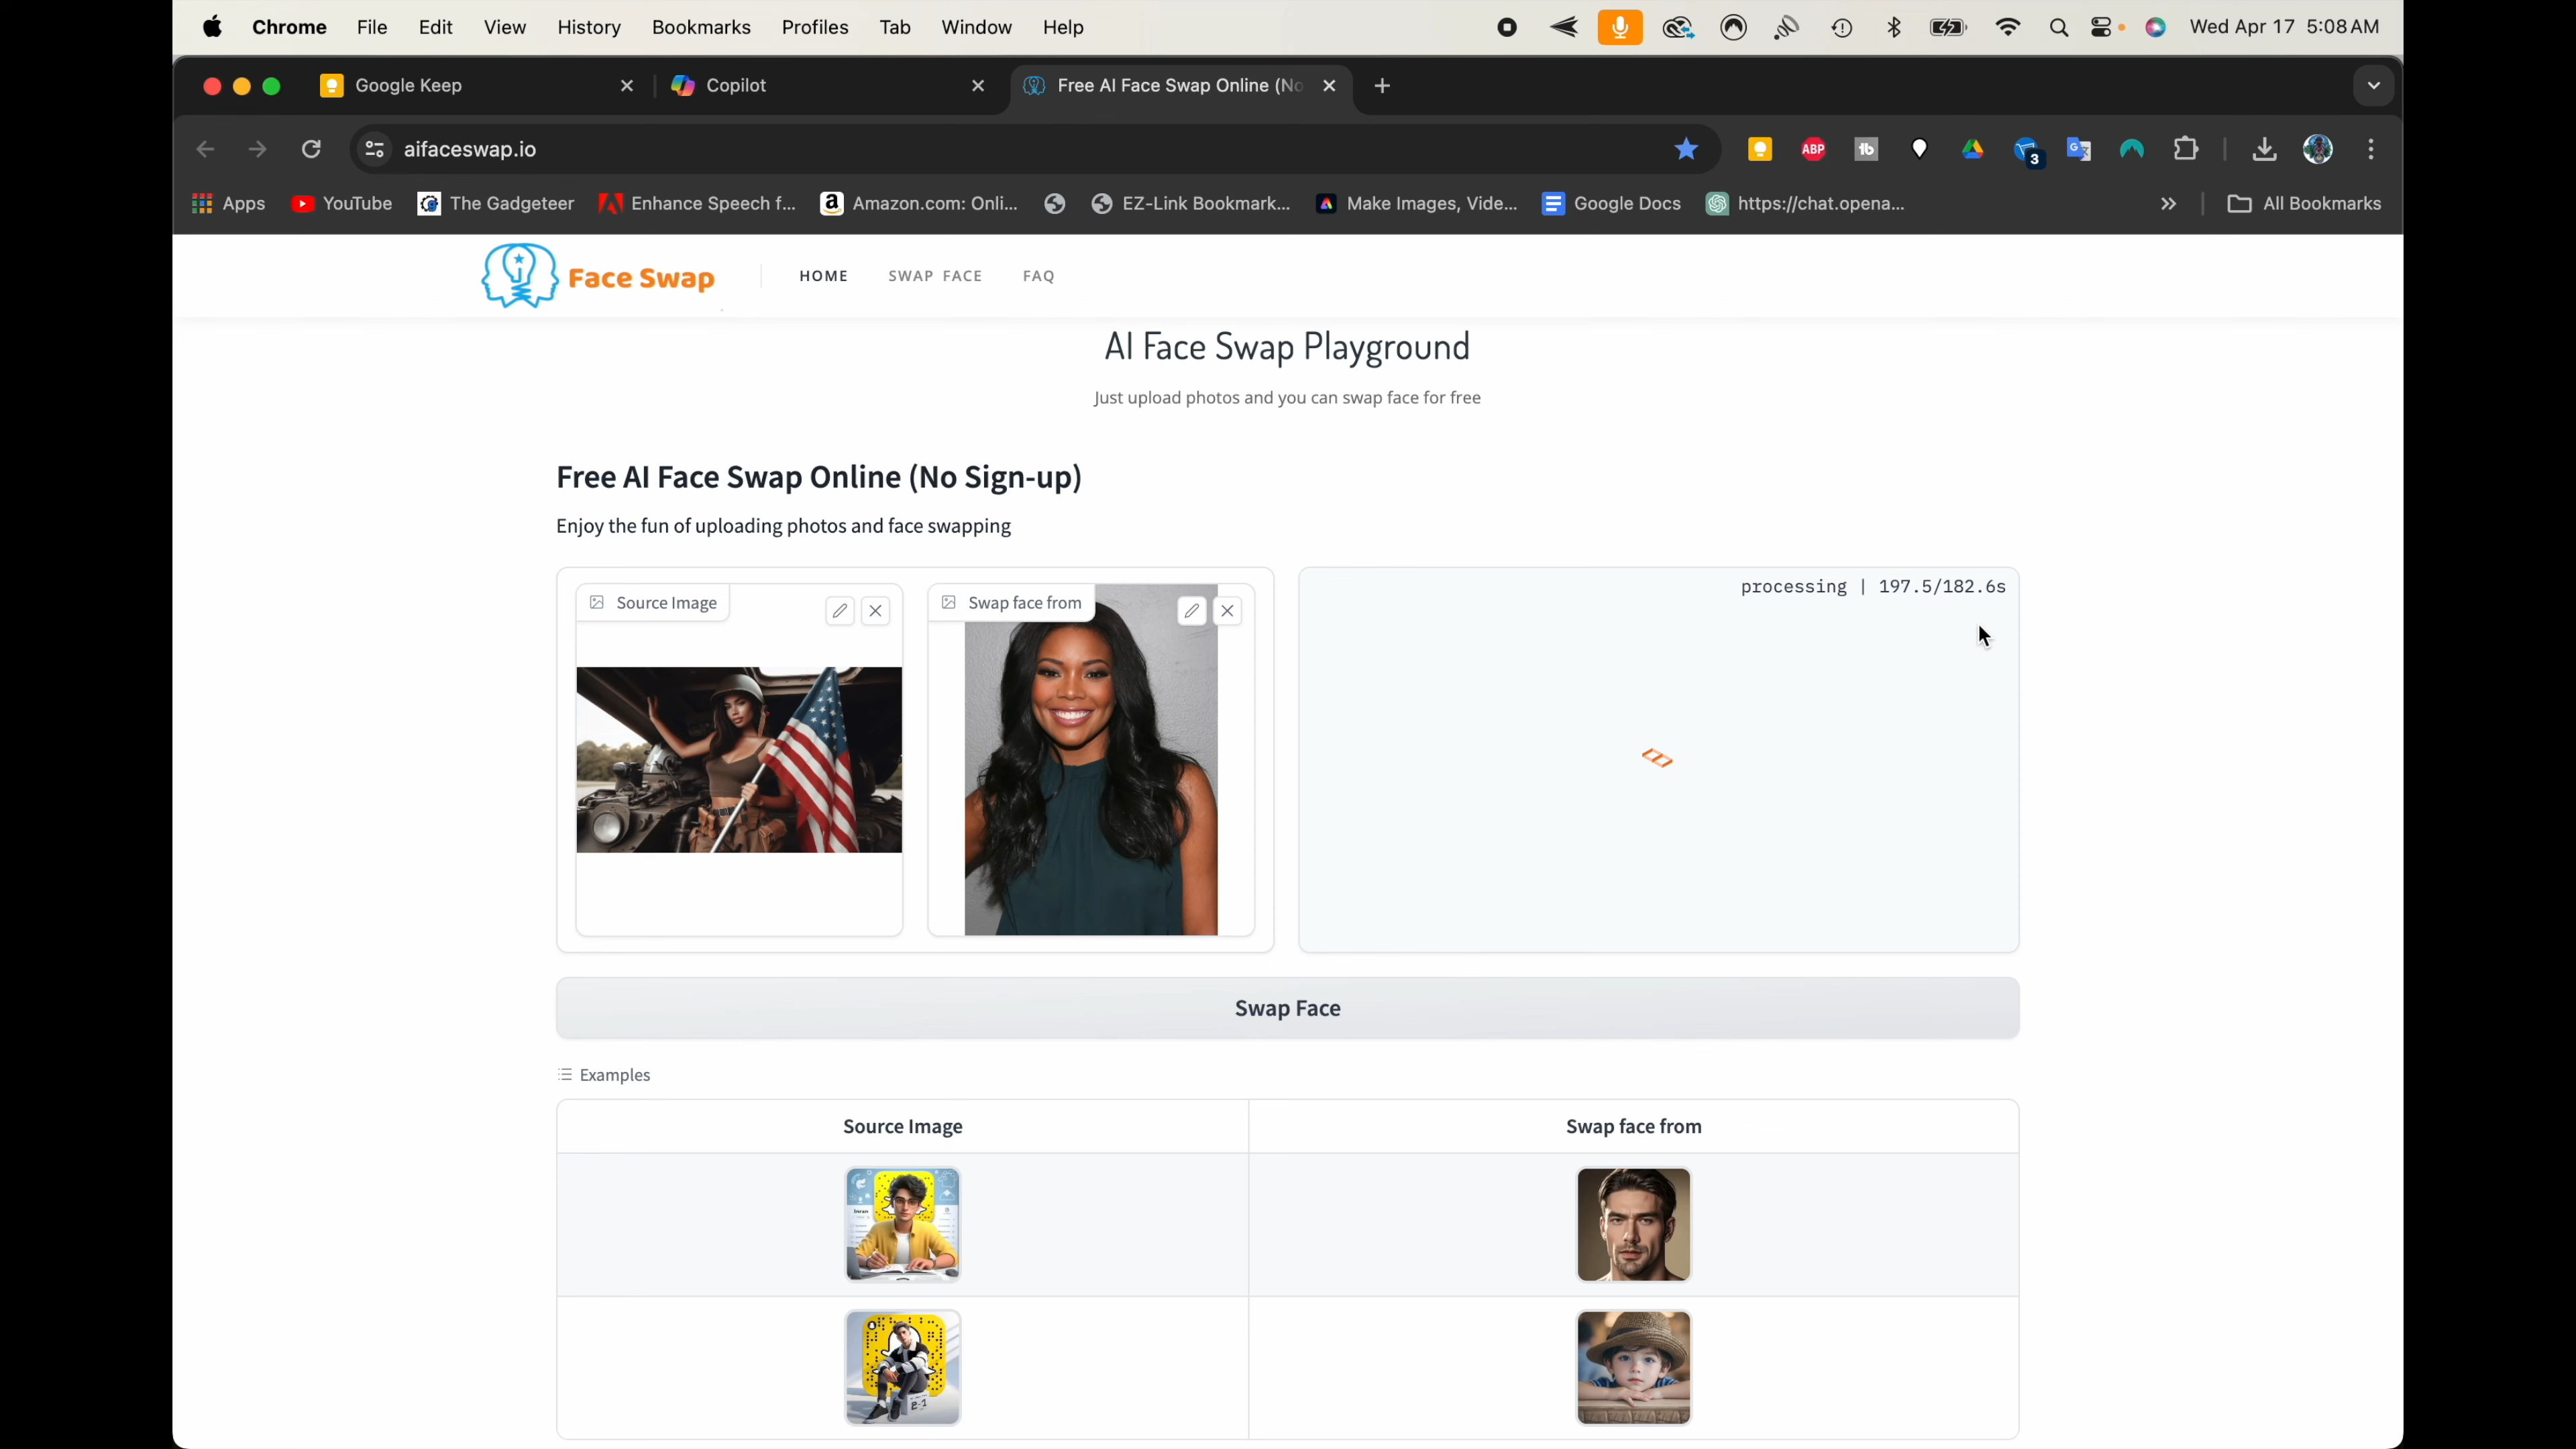 Chrome File Edit View History Bookmarks Profiles Tab Window Help Wed Apr 17 5:08 AM
Google Keep Copilot Free AI Face Swap Online (No
aifaceswap.io ABP tb 3
Apps YouTube The Gadgeteer Enhance Speech f... Amazon.com: Onli... EZ-Link Bookmark... Make Images, Vide... Google Docs https://chat.opena... All Bookmarks
Face Swap HOME SWAP FACE FAQ
AI Face Swap Playground
Just upload photos and you can swap face for free
Free AI Face Swap Online (No Sign-up)
Enjoy the fun of uploading photos and face swapping
Source Image Swap face from processing | 197.5/182.6s
Swap Face
Examples
Source Image Swap face from